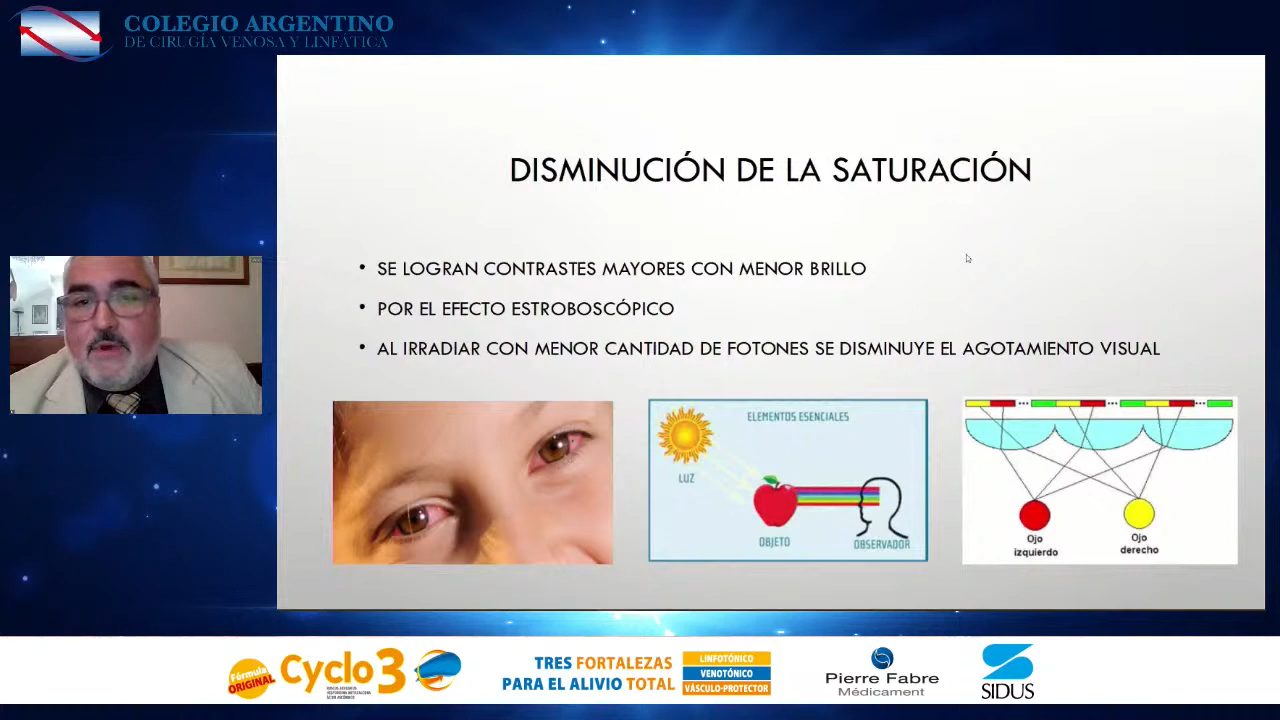 COLEGIO ARGENTINO
DE CIRUGÍA VENOSA Y LINFÁTICA
DISMINUCIÓN DE LA SATURACIÓN
• SE LOGRAN CONTRASTES MAYORES CON MENOR BRILLO
• POR EL EFECTO ESTROBOSCÓPICO
• AL IRRADIAR CON MENOR CANTIDAD DE FOTONES SE DISMINUYE EL AGOTAMIENTO VISUAL
ELEMENTOS ESENCIALES
LUZ
OBJETO
OBSERVADOR
Ojo
izquierdo
Ojo
derecho
Fórmula
ORIGINAL
Cyclo 3
TRES FORTALEZAS
PARA EL ALIVIO TOTAL
LINFOTÓNICO
VENOTÓNICO
VÁSCULO-PROTECTOR
Pierre Fabre
Médicament
SIDUS